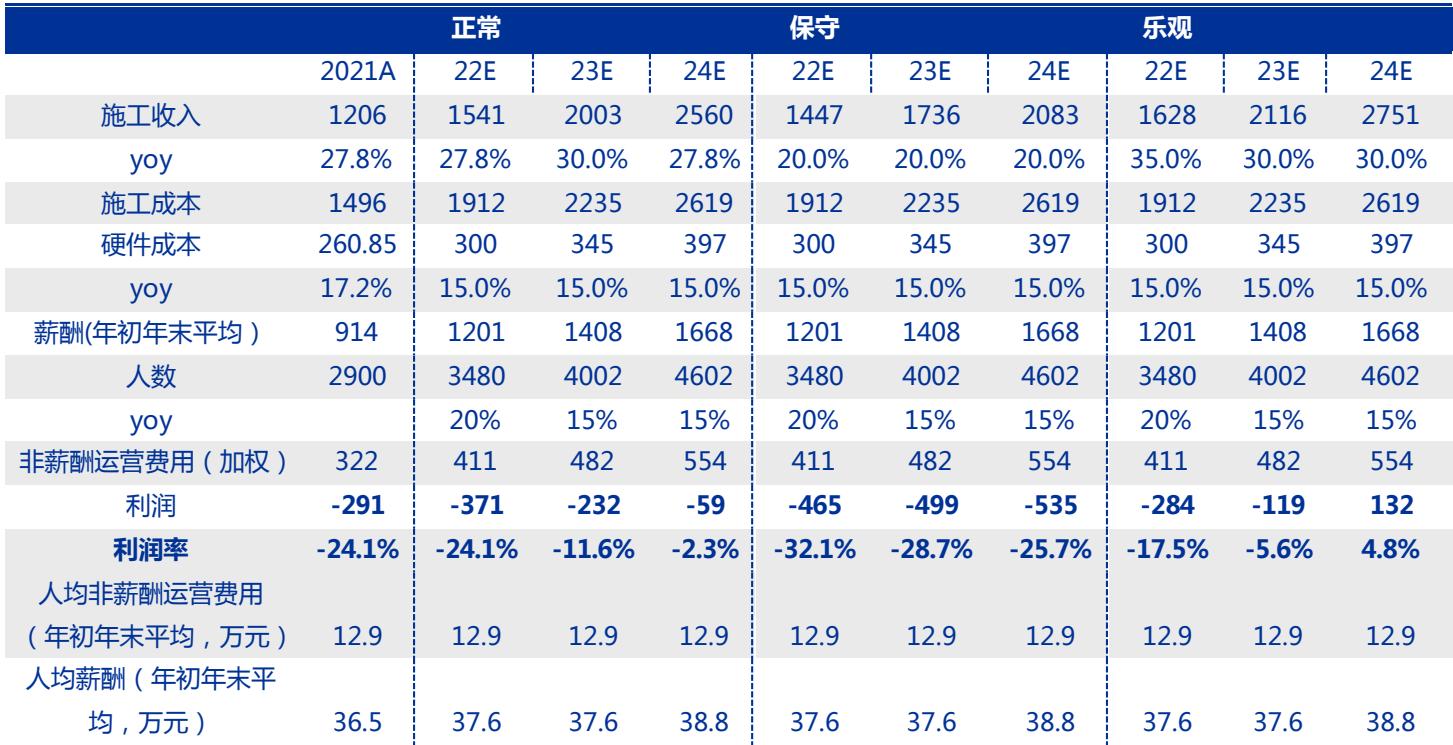 正常 保守 乐观
2021A 22E 23E 24E 22E 23E 24E 22E 23E 24E
施工收入 1206 1541 2003 2560 1447 1736 2083 1628 2116 2751
yoy 27.8% 27.8% 30.0% 27.8% 20.0% 20.0% 20.0% 35.0% 30.0% 30.0%
施工成本 1496 1912 2235 2619 1912 2235 2619 1912 2235 2619
硬件成本 260.85 300 345 397 300 345 397 300 345 397
yoy 17.2% 15.0% 15.0% 15.0% 15.0% 15.0% 15.0% 15.0% 15.0% 15.0%
薪酬(年初年末平均） 914 1201 1408 1668 1201 1408 1668 1201 1408 1668
人数 2900 3480 4002 4602 3480 4002 4602 3480 4002 4602
yoy 20% 15% 15% 20% 15% 15% 20% 15% 15%
非薪酬运营费用（加权） 322 411 482 554 411 482 554 411 482 554
利润 -291 -371 -232 -59 -465 -499 -535 -284 -119 132
利润率 -24.1% -24.1% -11.6% -2.3% -32.1% -28.7% -25.7% -17.5% -5.6% 4.8%
人均非薪酬运营费用
（年初年末平均，万元） 12.9 12.9 12.9 12.9 12.9 12.9 12.9 12.9 12.9 12.9
人均薪酬（年初年末平
均，万元） 36.5 37.6 37.6 38.8 37.6 37.6 38.8 37.6 37.6 38.8